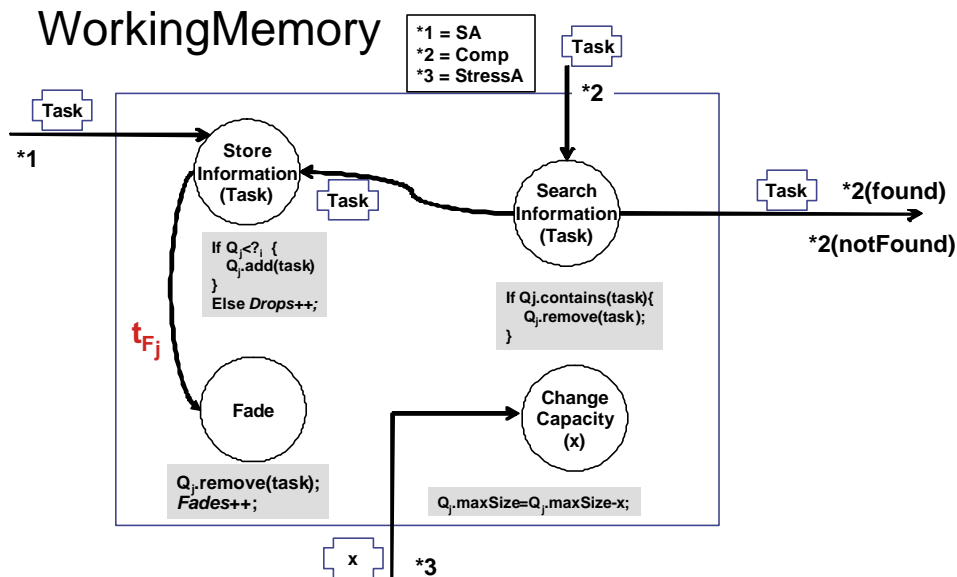 WorkingMemory
*1 = SA
*2 = Comp
*3 = StressA
Task
*2
Task
*1
Store
Information
(Task)
Task
Search
Information
(Task)
Task
*2(found)
*2(notFound)
If Qj<?i {
Qj.add(task)
}
Else Drops++;
If Qj.contains(task){
Qj.remove(task);
}
tFj
Fade
Change
Capacity
(x)
Qj.remove(task);
Fades++;
Qj.maxSize=Qj.maxSize-x;
x
*3